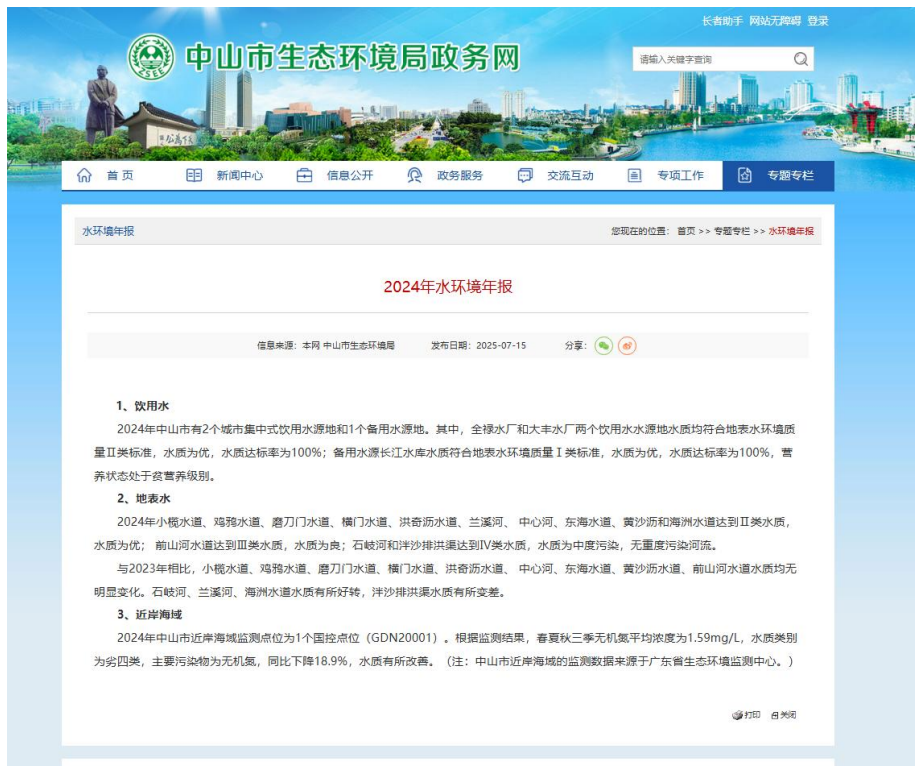 长者助手 网站无障碍 登录
中山市生态环境局政务网
请输入关键字查询
ZSEE
首 页 新闻中心 信息公开 政务服务 交流互动 专项工作 专题专栏
水环境年报 您现在的位置： 首页 >> 专题专栏 >> 水环境年报
2024年水环境年报
信息来源：本网 中山市生态环境局 发布日期：2025-07-15 分享：
1、饮用水
2024年中山市有2个城市集中式饮用水源地和1个备用水源地。其中，全禄水厂和大丰水厂两个饮用水水源地水质均符合地表水环境质
量Ⅱ类标准，水质为优，水质达标率为100%；备用水源长江水库水质符合地表水环境质量Ⅰ类标准，水质为优，水质达标率为100%，营
养状态处于贫营养级别。
2、地表水
2024年小榄水道、鸡鸦水道、磨刀门水道、横门水道、洪奇沥水道、兰溪河、 中心河、东海水道、黄沙沥和海洲水道达到Ⅱ类水质，
水质为优； 前山河水道达到Ⅲ类水质，水质为良；石岐河和泮沙排洪渠达到Ⅳ类水质，水质为中度污染，无重度污染河流。
与2023年相比，小榄水道、鸡鸦水道、磨刀门水道、横门水道、洪奇沥水道、 中心河、东海水道、黄沙沥水道、前山河水道水质均无
明显变化。石岐河、兰溪河、海洲水道水质有所好转，泮沙排洪渠水质有所变差。
3、近岸海域
2024年中山市近岸海域监测点位为1个国控点位（GDN20001）。根据监测结果，春夏秋三季无机氮平均浓度为1.59mg/L，水质类别
为劣四类，主要污染物为无机氮，同比下降18.9%，水质有所改善。（注：中山市近岸海域的监测数据来源于广东省生态环境监测中心。）
打印 关闭